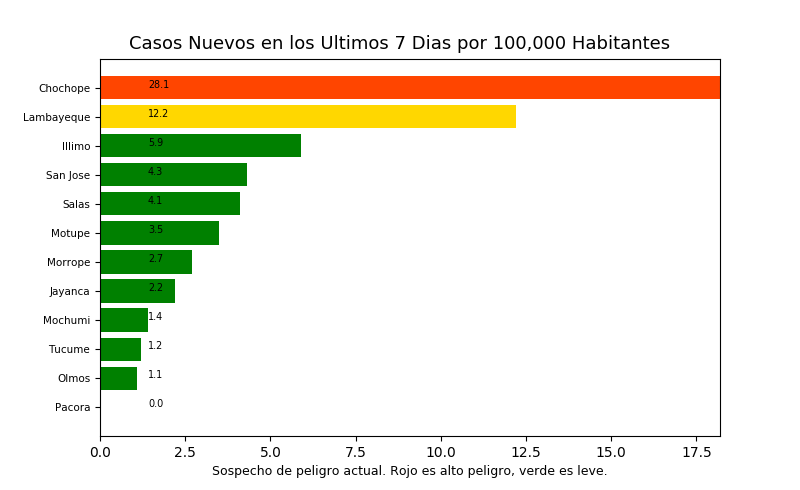 Casos Nuevos en los Ultimos 7 Dias por 100,000 Habitantes
Chochope 28.1
Lambayeque 12.2
Illimo 5.9
San Jose 4.3
Salas 4.1
Motupe 3.5
Morrope 2.7
Jayanca 2.2
Mochumi 1.4
Tucume 1.2
Olmos 1.1
Pacora 0.0
0.0 2.5 5.0 7.5 10.0 12.5 15.0 17.5
Sospecho de peligro actual. Rojo es alto peligro, verde es leve.